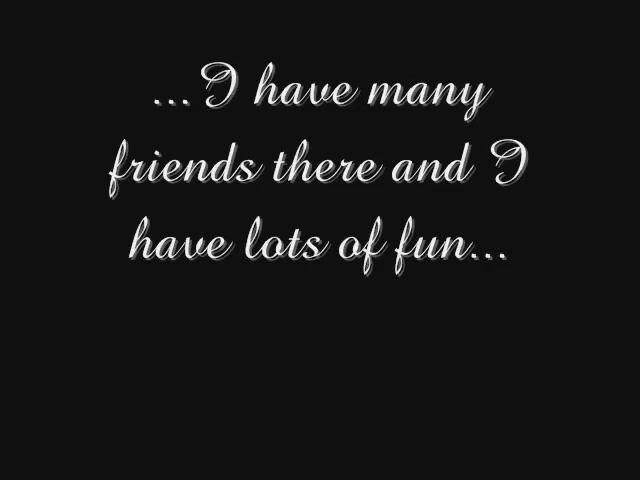 ...I have many
friends there and I
have lots of fun...